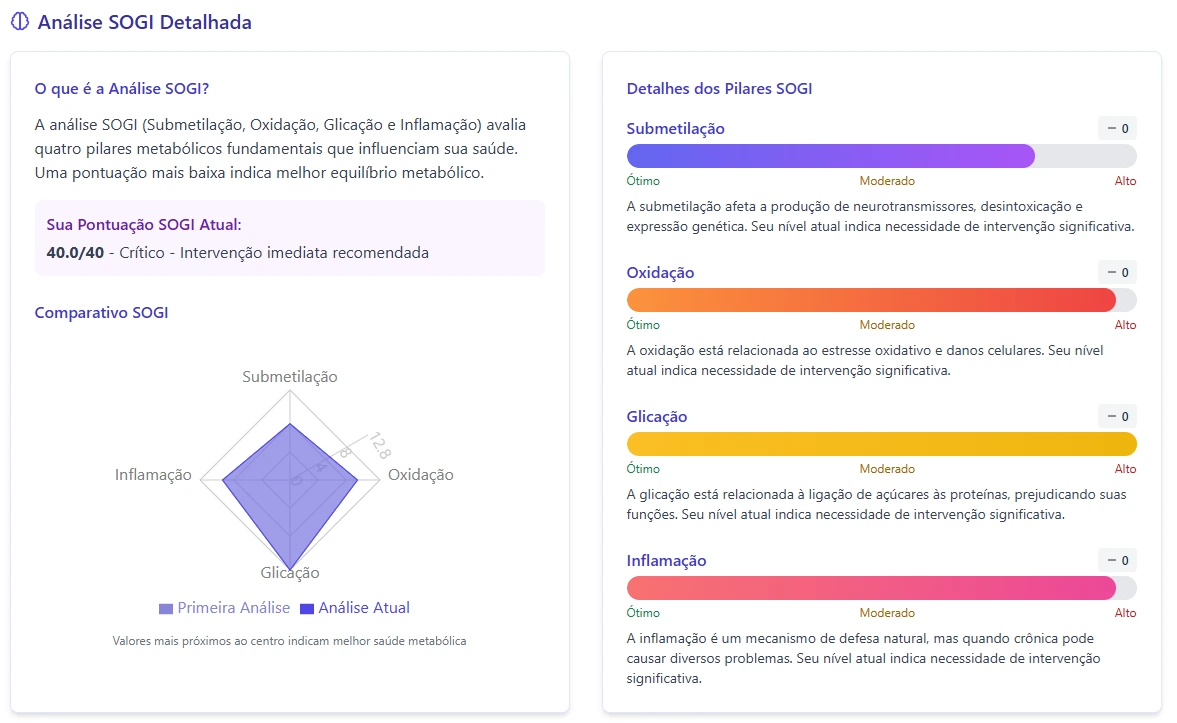 Análise SOGI Detalhada
O que é a Análise SOGI?
A análise SOGI (Submetilação, Oxidação, Glicação e Inflamação) avalia
quatro pilares metabólicos fundamentais que influenciam sua saúde.
Uma pontuação mais baixa indica melhor equilíbrio metabólico.
Sua Pontuação SOGI Atual:
40.0/40 - Crítico - Intervenção imediata recomendada
Comparativo SOGI
Submetilação
12.8
8
4
0
Inflamação
Oxidação
Glicação
Primeira Análise
Análise Atual
Valores mais próximos ao centro indicam melhor saúde metabólica
Detalhes dos Pilares SOGI
Submetilação
— 0
Ótimo Moderado Alto
A submetilação afeta a produção de neurotransmissores, desintoxicação e
expressão genética. Seu nível atual indica necessidade de intervenção significativa.
Oxidação
— 0
Ótimo Moderado Alto
A oxidação está relacionada ao estresse oxidativo e danos celulares. Seu nível
atual indica necessidade de intervenção significativa.
Glicação
— 0
Ótimo Moderado Alto
A glicação está relacionada à ligação de açúcares às proteínas, prejudicando suas
funções. Seu nível atual indica necessidade de intervenção significativa.
Inflamação
— 0
Ótimo Moderado Alto
A inflamação é um mecanismo de defesa natural, mas quando crônica pode
causar diversos problemas. Seu nível atual indica necessidade de intervenção
significativa.